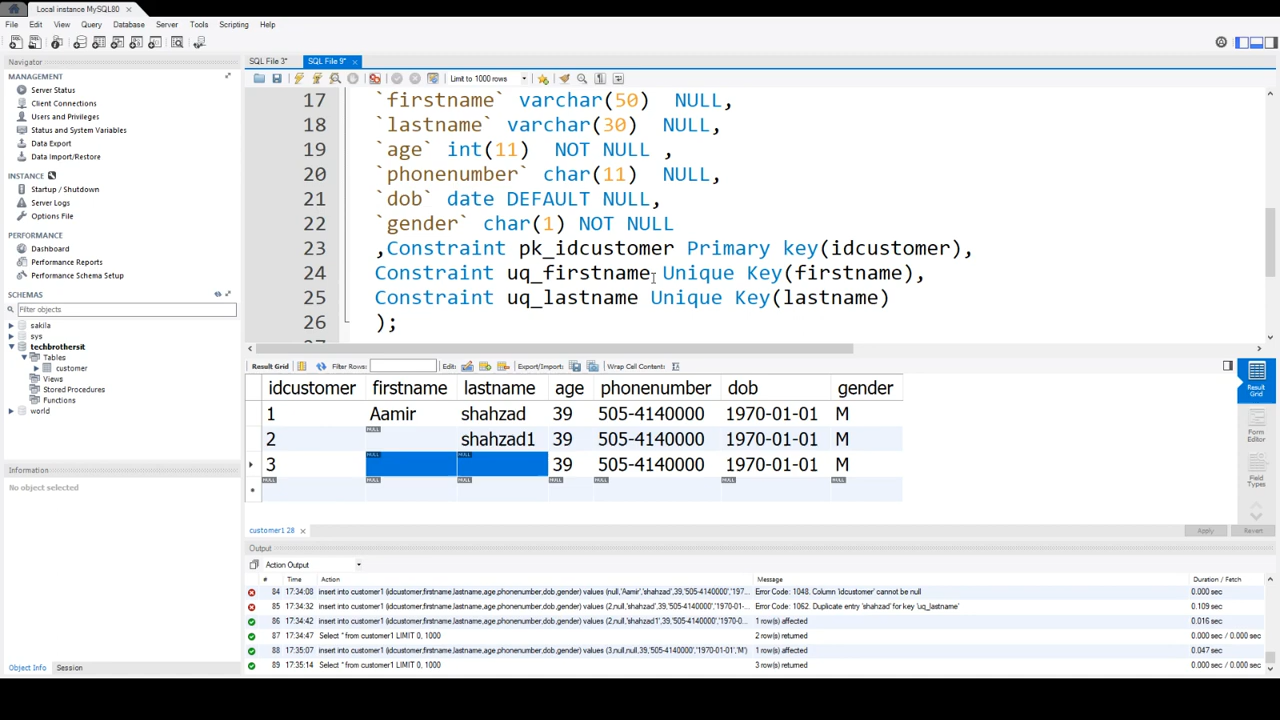 Local instance MySQL80 ×
File Edit View Query Database Server Tools Scripting Help
Navigator
MANAGEMENT
Server Status
Client Connections
Users and Privileges
Status and System Variables
Data Export
Data Import/Restore
INSTANCE
Startup / Shutdown
Server Logs
Options File
PERFORMANCE
Dashboard
Performance Reports
Performance Schema Setup
SCHEMAS
Filter objects
sakila
sys
techbrothersit
Tables
customer
Views
Stored Procedures
Functions
world
Information
No object selected
Object Info Session
SQL File 3* SQL File 9* ×
Limit to 1000 rows
17 `firstname` varchar(50)  NULL,
18 `lastname` varchar(30)  NULL,
19 `age` int(11)  NOT NULL ,
20 `phonenumber` char(11)  NULL,
21 `dob` date DEFAULT NULL,
22 `gender` char(1) NOT NULL
23 ,Constraint pk_idcustomer Primary key(idcustomer),
24 Constraint uq_firstname Unique Key(firstname),
25 Constraint uq_lastname Unique Key(lastname)
26 );
Result Grid Filter Rows: Edit: Export/Import: Wrap Cell Content:
idcustomer firstname lastname age phonenumber dob gender
1 Aamir shahzad 39 505-4140000 1970-01-01 M
2 NULL shahzad1 39 505-4140000 1970-01-01 M
3 NULL NULL 39 505-4140000 1970-01-01 M
NULL NULL NULL NULL NULL NULL NULL
Result Grid
Form Editor
Field Types
customer1 28 × Apply Revert
Output
Action Output
# Time Action Message Duration / Fetch
84 17:34:08 insert into customer1 (idcustomer,firstname,lastname,age,phonenumber,dob,gender) values (null,'Aamir','shahzad',39,'505-4140000','197... Error Code: 1048. Column 'idcustomer' cannot be null 0.000 sec
85 17:34:32 insert into customer1 (idcustomer,firstname,lastname,age,phonenumber,dob,gender) values (2,null,'shahzad',39,'505-4140000','1970-01-... Error Code: 1062. Duplicate entry 'shahzad' for key 'uq_lastname' 0.109 sec
86 17:34:42 insert into customer1 (idcustomer,firstname,lastname,age,phonenumber,dob,gender) values (2,null,'shahzad1',39,'505-4140000','1970-0... 1 row(s) affected 0.016 sec
87 17:34:47 Select * from customer1 LIMIT 0, 1000 2 row(s) returned 0.000 sec / 0.000 sec
88 17:35:07 insert into customer1 (idcustomer,firstname,lastname,age,phonenumber,dob,gender) values (3,null,null,39,'505-4140000','1970-01-01','M') 1 row(s) affected 0.047 sec
89 17:35:14 Select * from customer1 LIMIT 0, 1000 3 row(s) returned 0.000 sec / 0.000 sec